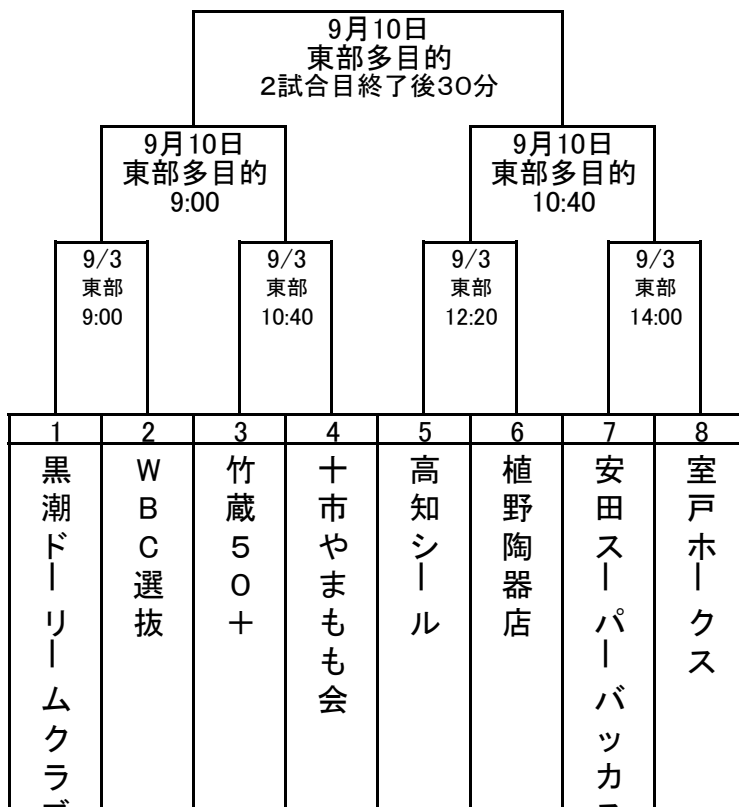 9月10日
東部多目的
2試合目終了後30分
9月10日
東部多目的
9:00
9月10日
東部多目的
10:40
9/3
東部
9:00
9/3
東部
10:40
9/3
東部
12:20
9/3
東部
14:00
1
2
3
4
5
6
7
8
黒潮ドーリームクラブ
WBC選抜
竹蔵50+
十市やまもも会
高知シール
植野陶器店
安田スーパーバッカス
室戸ホークス